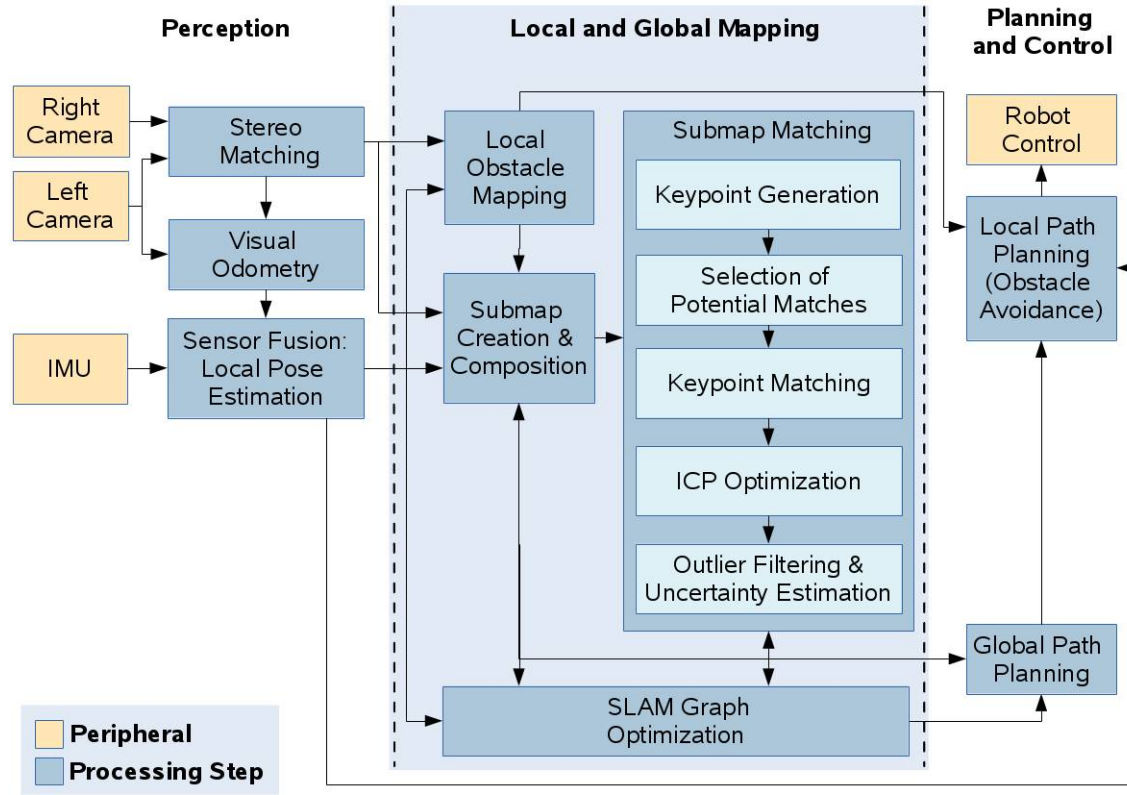 Perception
Right
Camera
Left
Camera
IMU
Stereo
Matching
Visual
Odometry
Sensor Fusion:
Local Pose
Estimation
Local and Global Mapping
Local
Obstacle
Mapping
Submap
Creation &
Composition
Submap Matching
Keypoint Generation
Selection of
Potential Matches
Keypoint Matching
ICP Optimization
Outlier Filtering &
Uncertainty Estimation
SLAM Graph
Optimization
Planning
and Control
Robot
Control
Local Path
Planning
(Obstacle
Avoidance)
Global Path
Planning
Peripheral
Processing Step